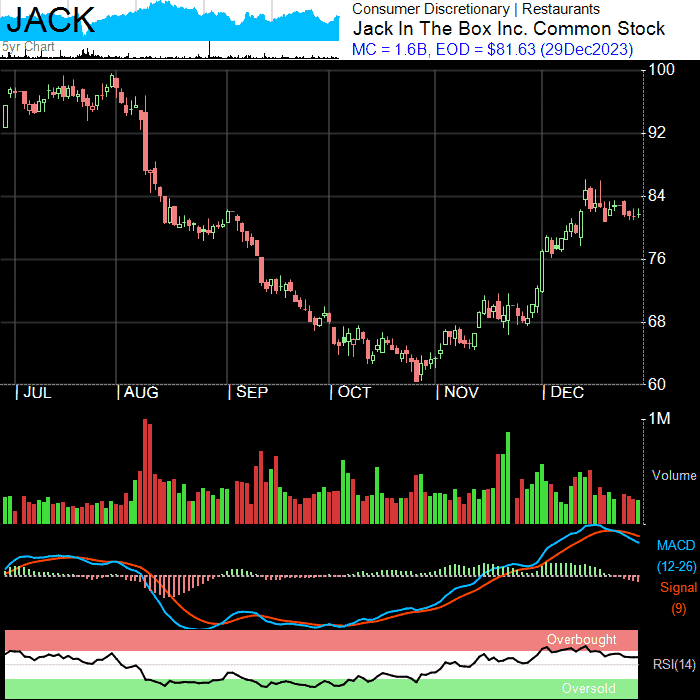 JACK
5yr Chart
Consumer Discretionary | Restaurants
Jack In The Box Inc. Common Stock
MC = 1.6B, EOD = $81.63 (29Dec2023)
100
92
84
76
68
60
JUL AUG SEP OCT NOV DEC
1M
Volume
MACD
(12-26)
Signal
(9)
Overbought
RSI(14)
Oversold